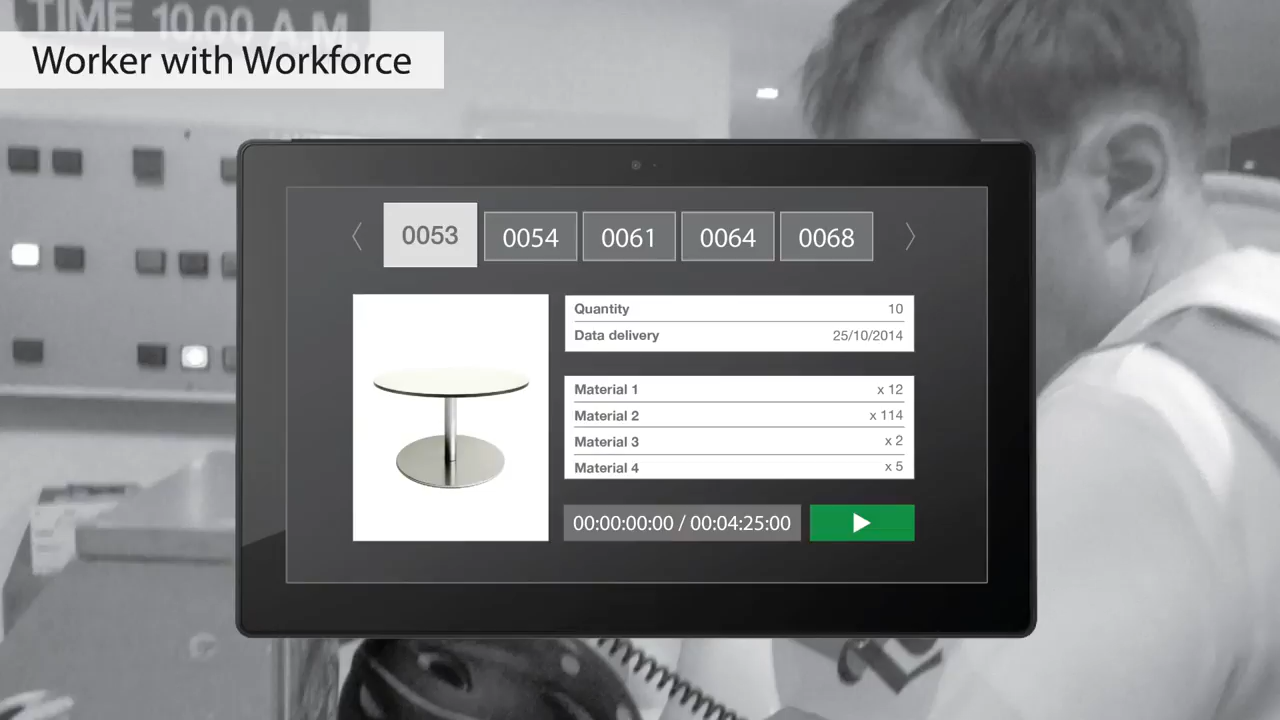 TIME 10.00 A.M.
Worker with Workforce
0053 0054 0061 0064 0068
Quantity 10
Data delivery 25/10/2014
Material 1 x 12
Material 2 x 114
Material 3 x 2
Material 4 x 5
00:00:00:00 / 00:04:25:00